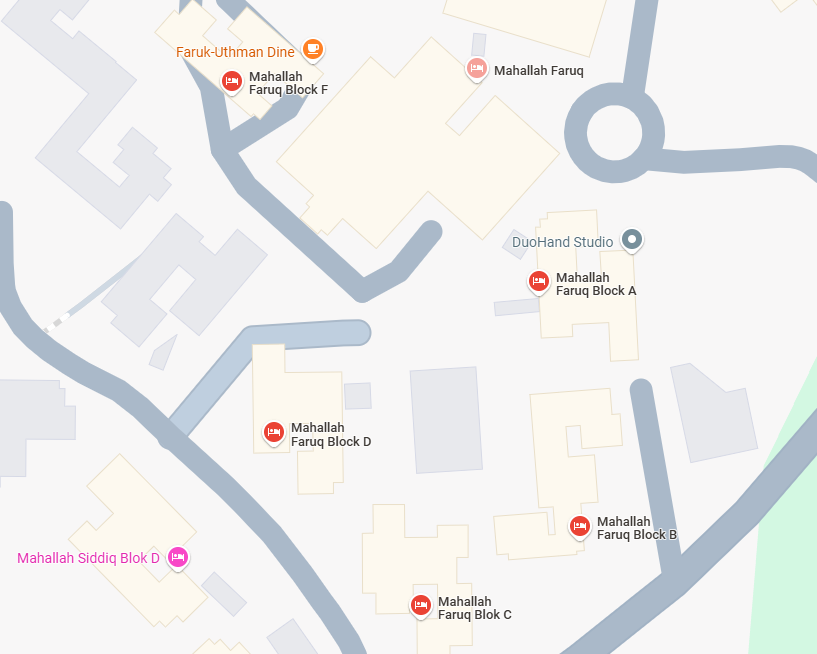 Faruk-Uthman Dine
Mahallah
Faruq Block F
Mahallah Faruq
DuoHand Studio
Mahallah
Faruq Block A
Mahallah
Faruq Block D
Mahallah
Faruq Block B
Mahallah Siddiq Blok D
Mahallah
Faruq Blok C